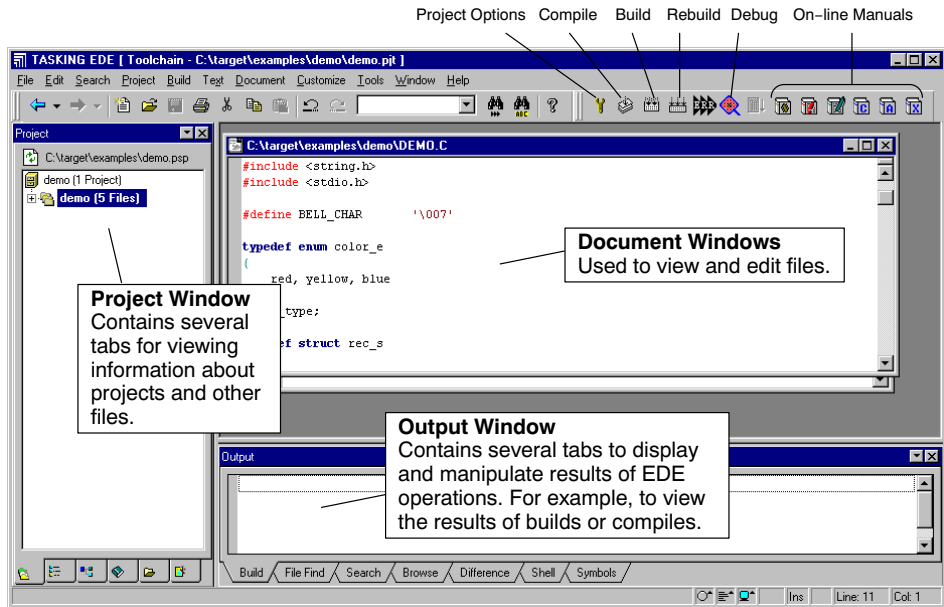 Project Options Compile Build Rebuild Debug On-line Manuals
TASKING EDE [ Toolchain - C:\target\examples\demo\demo.pjt ]
File Edit Search Project Build Text Document Customize Tools Window Help
Project
C:\target\examples\demo.psp
demo (1 Project)
demo (5 Files)
C:\target\examples\demo\DEMO.C
#include <string.h>
#include <stdio.h>
#define BELL_CHAR '\007'
typedef enum color_e
{
red, yellow, blue
_type;
ef struct rec_s
Document Windows
Used to view and edit files.
Project Window
Contains several
tabs for viewing
information about
projects and other
files.
Output Window
Contains several tabs to display
and manipulate results of EDE
operations. For example, to view
the results of builds or compiles.
Output
Build File Find Search Browse Difference Shell Symbols
Ins Line: 11 Col: 1